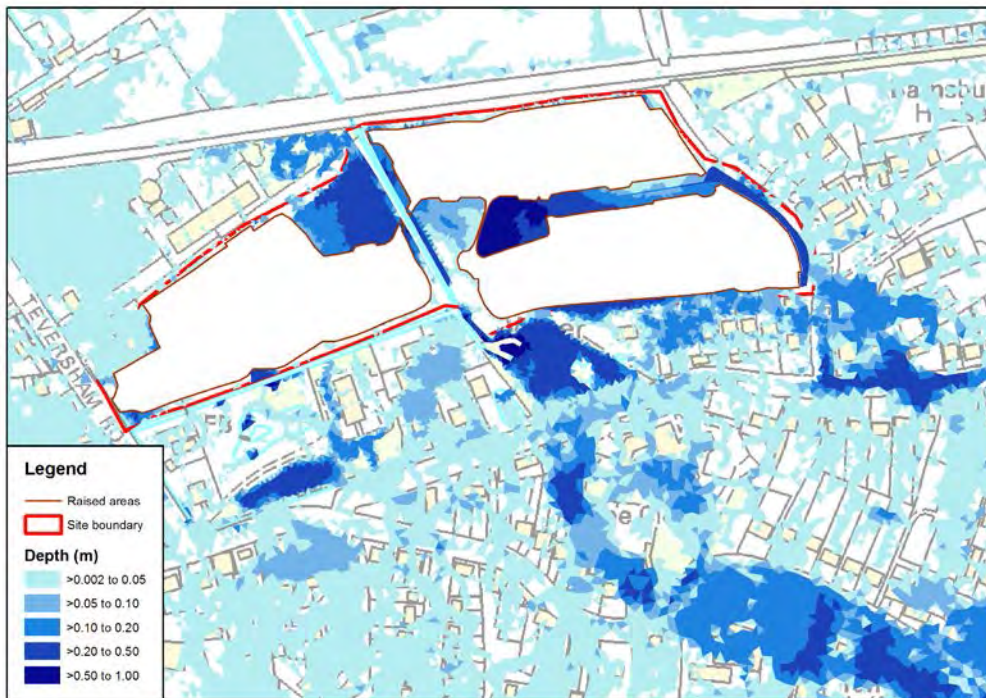 Legend
Raised areas
Site boundary
Depth (m)
>0.002 to 0.05
>0.05 to 0.10
>0.10 to 0.20
>0.20 to 0.50
>0.50 to 1.00